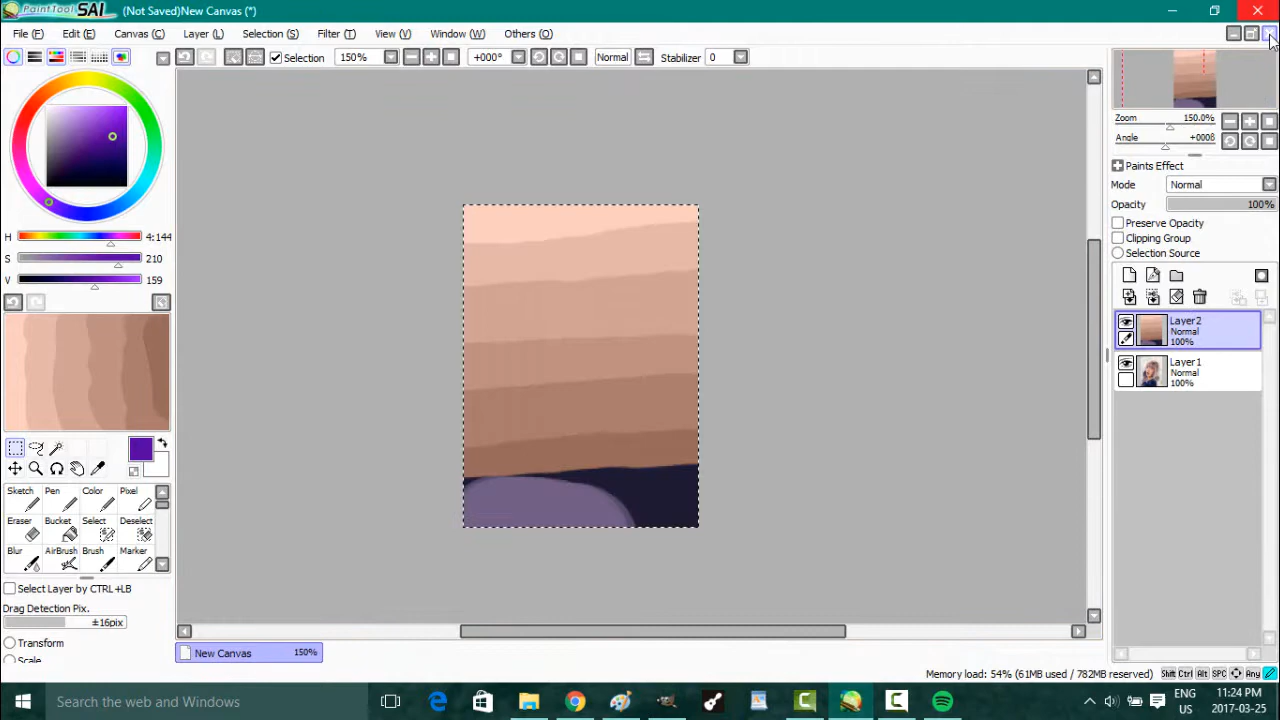 PaintTool SAI (Not Saved)New Canvas (*)
File (F) Edit (E) Canvas (C) Layer (L) Selection (S) Filter (T) View (V) Window (W) Others (O)
Selection 150% +000° Normal Stabilizer 0
Zoom 150.0%
Angle +000ß
Paints Effect
Mode Normal
Opacity 100%
Preserve Opacity
Clipping Group
Selection Source
H 4:144
S 210
V 159
Layer2
Normal
100%
Layer1
Normal
100%
Sketch Pen Color Pixel
Eraser Bucket Select Deselect
Blur AirBrush Brush Marker
Select Layer by CTRL+LB
Drag Detection Pix.
±16pix
Transform
Scale
New Canvas 150%
Memory load: 54% (61MB used / 782MB reserved) Shift Ctrl Alt SPC Any
Search the web and Windows
ENG 11:24 PM
US 2017-03-25